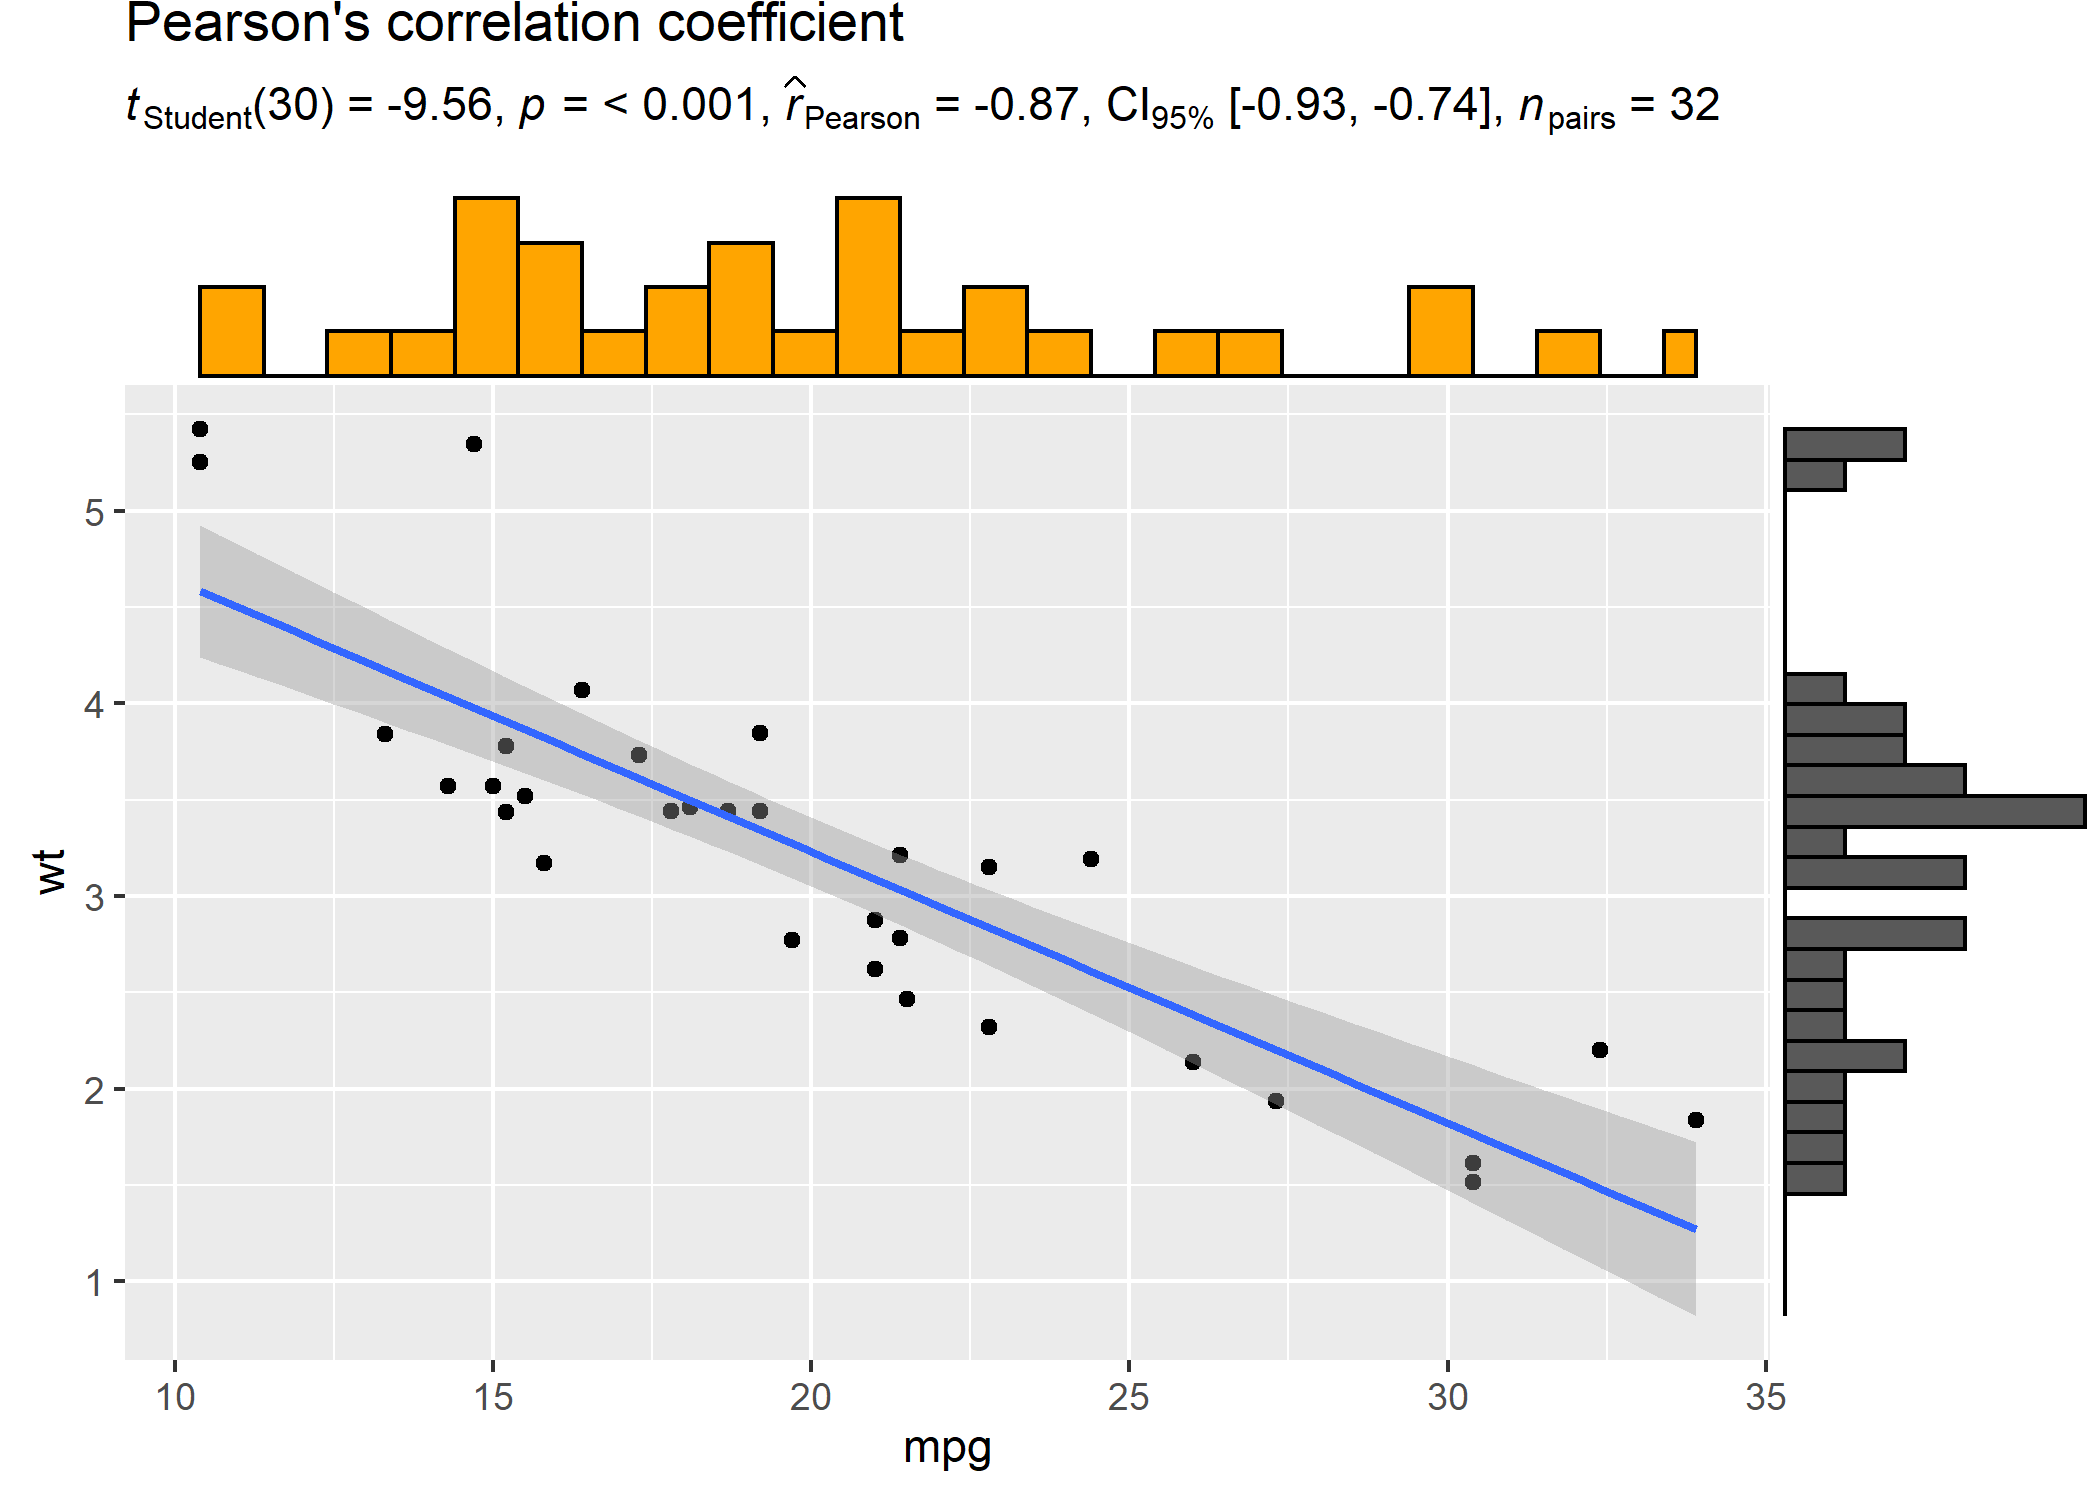 Pearson's correlation coefficient
tStudent(30) = -9.56, p = < 0.001, r̂Pearson = -0.87, CI95% [-0.93, -0.74], npairs = 32
5
4
3
2
1
wt
10 15 20 25 30 35
mpg